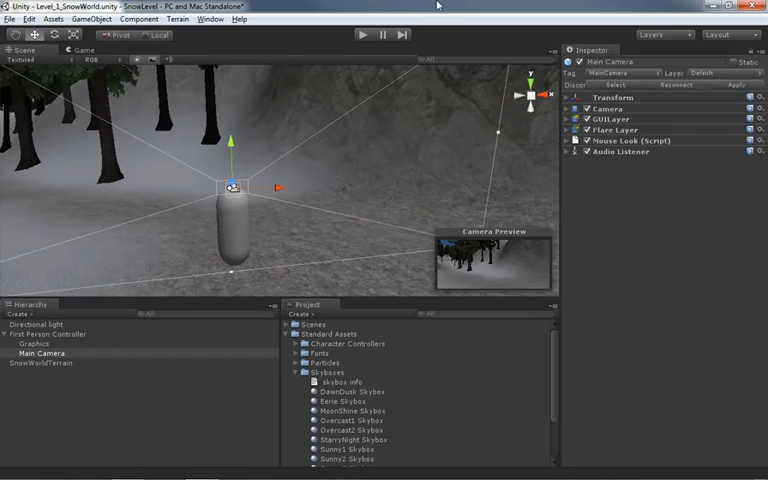 Unity - Level_1_SnowWorld.unity - SnowLevel - PC and Mac Standalone*
File Edit Assets GameObject Component Terrain Window Help
Pivot Local Layers Layout
Scene Game
Textured RGB All
y
x
Camera Preview
Inspector
Main Camera Static
Tag MainCamera Layer Default
Select Reconnect Apply
Transform
Camera
GUILayer
Flare Layer
Mouse Look (Script)
Audio Listener
Hierarchy
Create All
Directional light
First Person Controller
Graphics
Main Camera
SnowWorldTerrain
Project
Create All
Scenes
Standard Assets
Character Controllers
Fonts
Particles
Skyboxes
skybox info
DawnDusk Skybox
Eerie Skybox
MoonShine Skybox
Overcast1 Skybox
Overcast2 Skybox
StarryNight Skybox
Sunny1 Skybox
Sunny2 Skybox